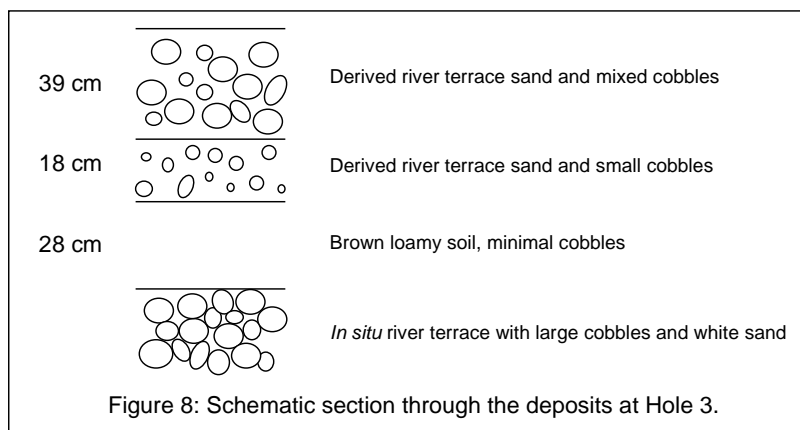 39 cm
Derived river terrace sand and mixed cobbles
18 cm
Derived river terrace sand and small cobbles
28 cm
Brown loamy soil, minimal cobbles
In situ river terrace with large cobbles and white sand
Figure 8: Schematic section through the deposits at Hole 3.